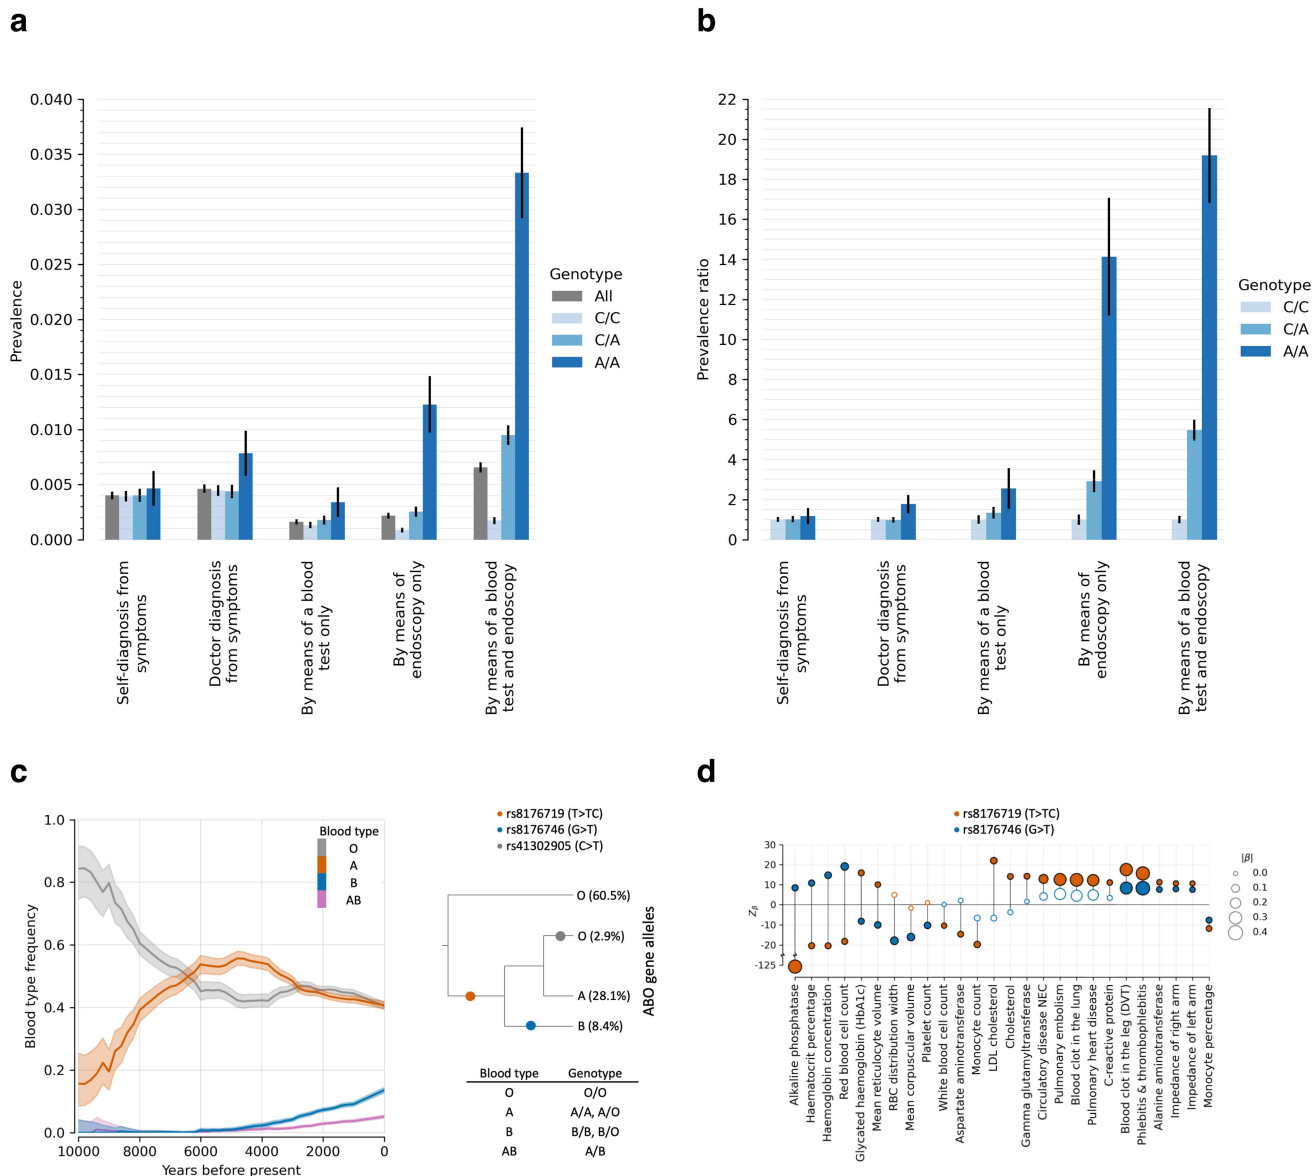 a
0.040
0.035
0.030
0.025
0.020
0.015
0.010
0.005
0.000
Prevalence
Genotype
All
C/C
C/A
A/A
Self-diagnosis from
symptoms
Doctor diagnosis
from symptoms
By means of a blood
test only
By means of
endoscopy only
By means of a blood
test and endoscopy
b
22
20
18
16
14
12
10
8
6
4
2
0
Prevalence ratio
Genotype
C/C
C/A
A/A
Self-diagnosis from
symptoms
Doctor diagnosis
from symptoms
By means of a blood
test only
By means of
endoscopy only
By means of a blood
test and endoscopy
c
1.0
0.8
0.6
0.4
0.2
0.0
Blood type frequency
Blood type
O
A
B
AB
10000 8000 6000 4000 2000 0
Years before present
rs8176719 (T>TC)
rs8176746 (G>T)
rs41302905 (C>T)
O (60.5%)
O (2.9%)
A (28.1%)
B (8.4%)
ABO gene alleles
Blood type Genotype
O O/O
A A/A, A/O
B B/B, B/O
AB A/B
d
rs8176719 (T>TC)
rs8176746 (G>T)
30
20
10
0
-10
-20
-125
Zβ
|β|
0.0
0.1
0.2
0.3
0.4
Alkaline phosphatase
Haematocrit percentage
Haemoglobin concentration
Red blood cell count
Glycated haemoglobin (HbA1c)
Mean reticulocyte volume
RBC distribution width
Mean corpuscular volume
Platelet count
White blood cell count
Aspartate aminotransferase
Monocyte count
LDL cholesterol
Cholesterol
Gamma glutamyltransferase
Circulatory disease NEC
Pulmonary embolism
Blood clot in the lung
Pulmonary heart disease
C-reactive protein
Blood clot in the leg (DVT)
Phlebitis & thrombophlebitis
Alanine aminotransferase
Impedance of right arm
Impedance of left arm
Monocyte percentage